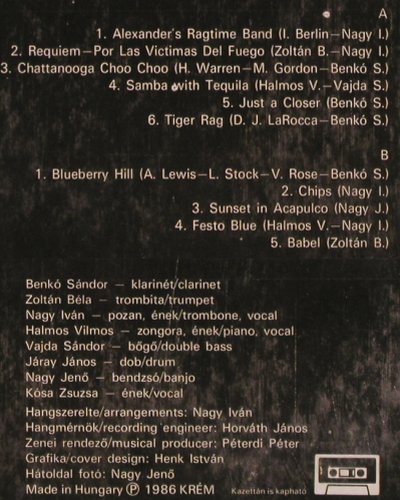 A
1. Alexander's Ragtime Band (I. Berlin—Nagy I.)
2. Requiem—Por Las Victimas Del Fuego (Zoltán B.—Nagy I.)
3. Chattanooga Choo Choo (H. Warren—M. Gordon—Benkó S.)
4. Samba with Tequila (Halmos V.—Vajda S.)
5. Just a Closer (Benkó S.)
6. Tiger Rag (D. J. LaRocca—Benkó S.)
B
1. Blueberry Hill (A. Lewis—L. Stock—V. Rose—Benkó S.)
2. Chips (Nagy I.)
3. Sunset in Acapulco (Nagy J.)
4. Festo Blue (Halmos V.—Nagy I.)
5. Babel (Zoltán B.)
Benkó Sándor — klarinét/clarinet
Zoltán Béla — trombita/trumpet
Nagy Iván — pozan, ének/trombone, vocal
Halmos Vilmos — zongora, ének/piano, vocal
Vajda Sándor — bőgő/double bass
Járay János — dob/drum
Nagy Jenő — bendzsó/banjo
Kósa Zsuzsa — ének/vocal
Hangszerelte/arrangements: Nagy Iván
Hangmérnök/recording engineer: Horváth János
Zenei rendező/musical producer: Péterdi Péter
Grafika/cover design: Henk István
Hátoldal fotó: Nagy Jenő
Made in Hungary Ⓟ 1986 KRÉM
Kazettán is kapható